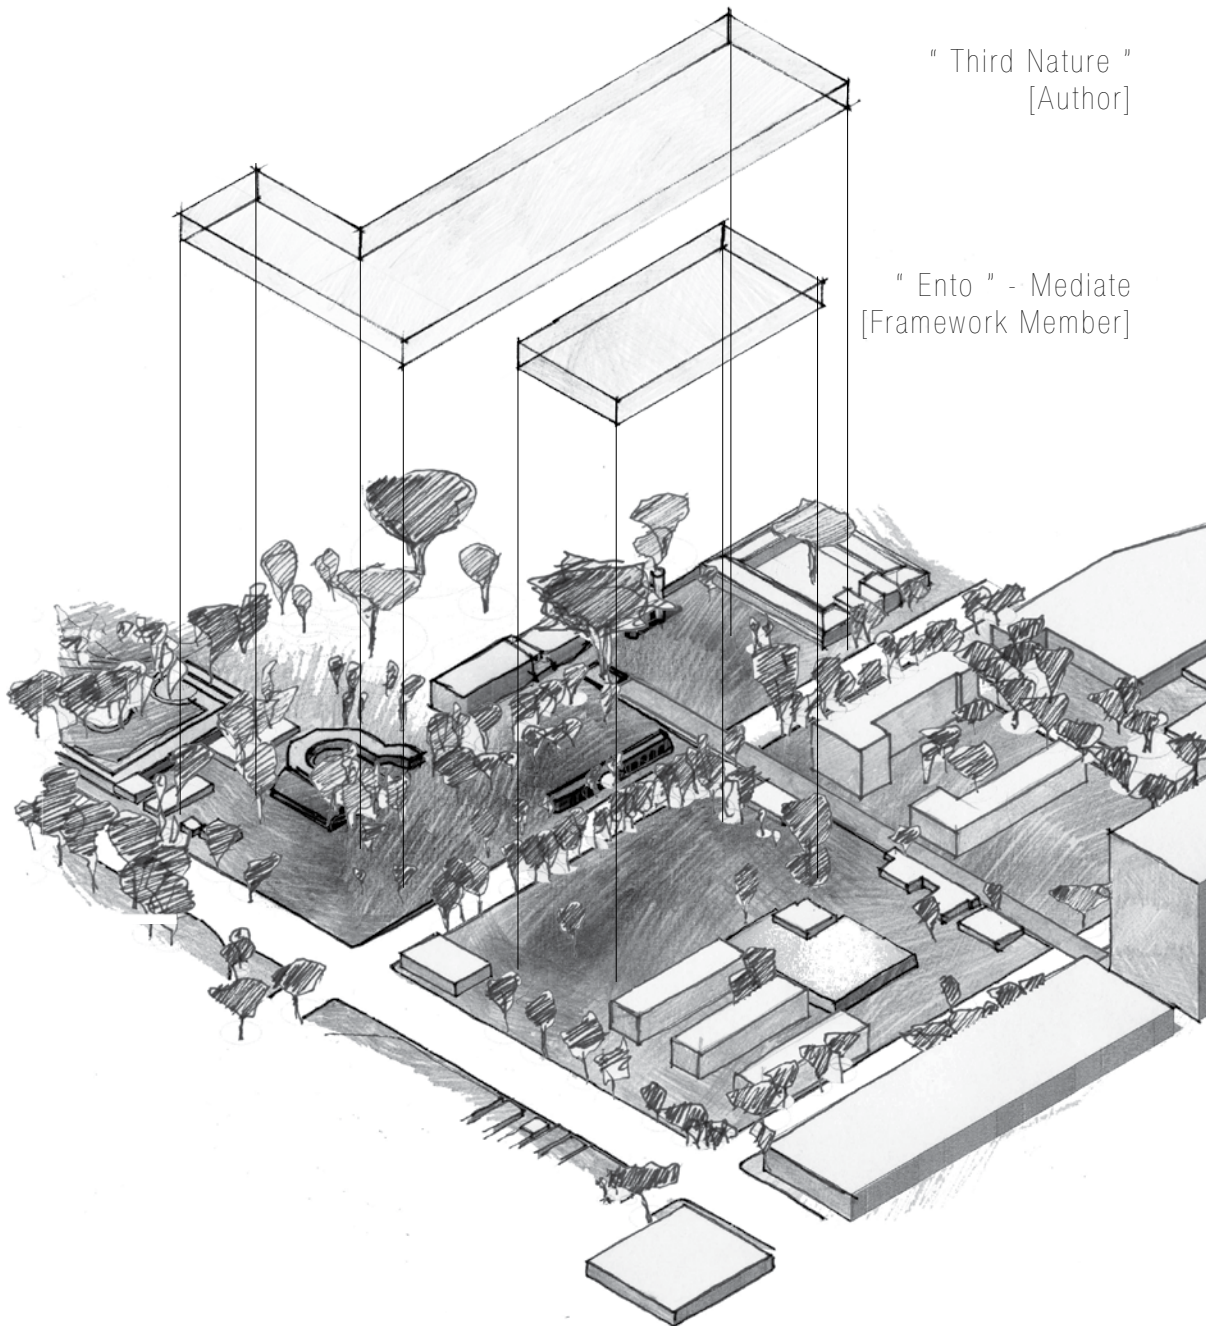 " Third Nature "
[Author]
" Ento " - Mediate
[Framework Member]